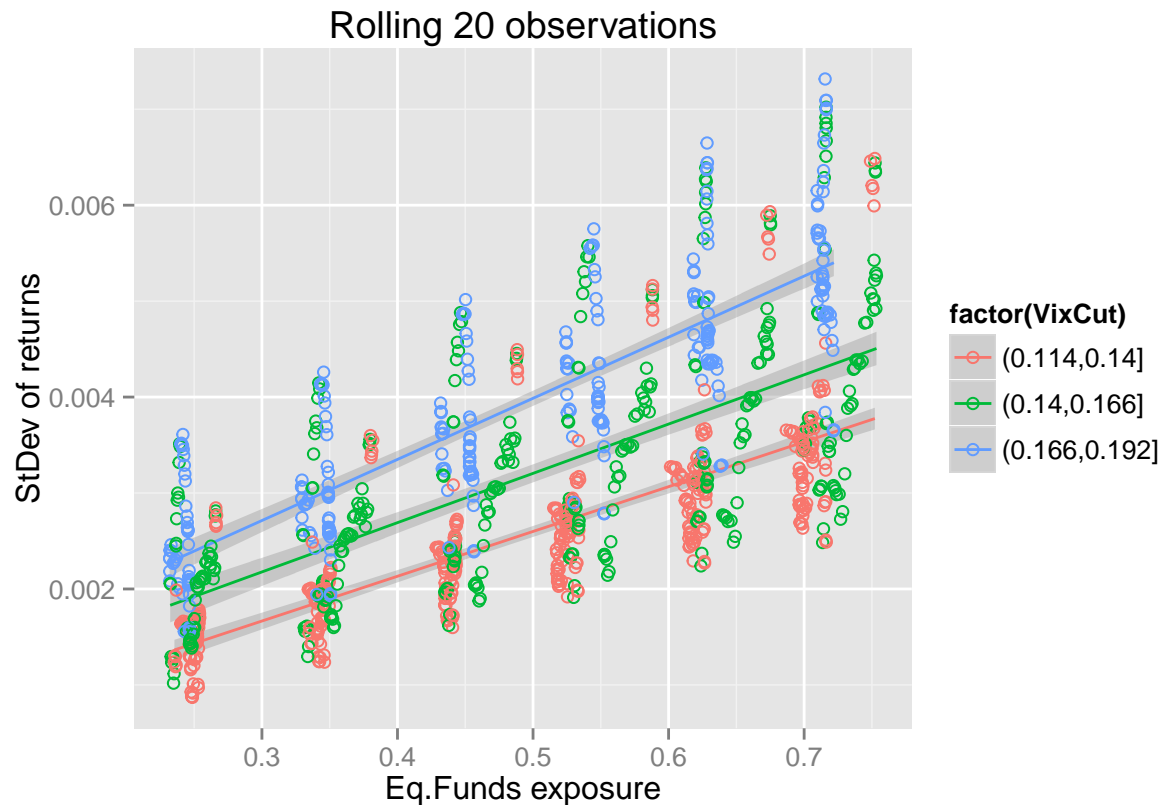 Rolling 20 observations
StDev of returns
0.006
0.004
0.002
0.3
0.4
0.5
0.6
0.7
Eq.Funds exposure
factor(VixCut)
(0.114,0.14]
(0.14,0.166]
(0.166,0.192]